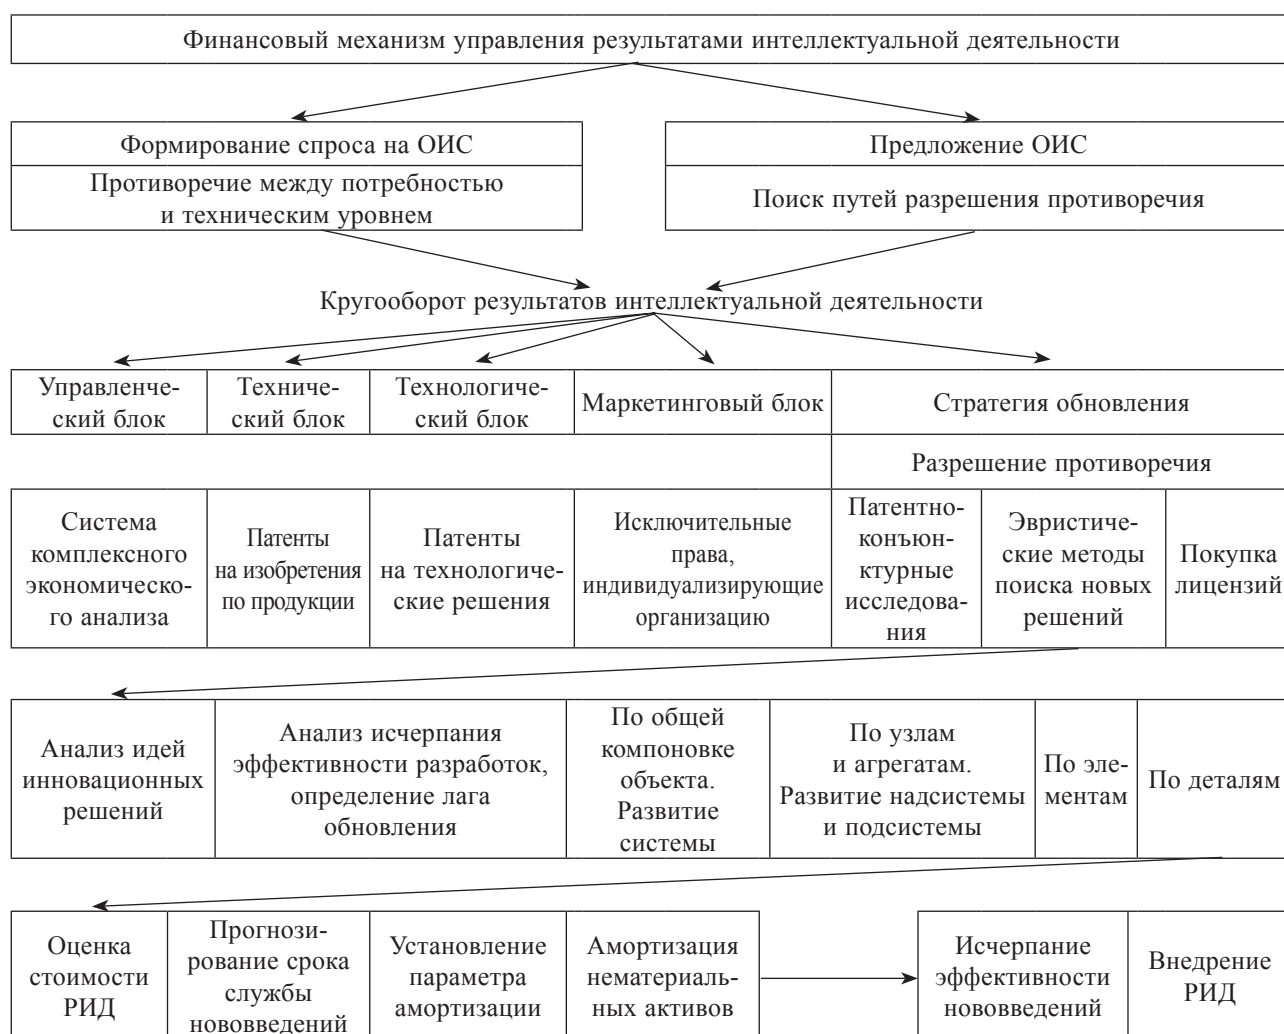 Финансовый механизм управления результатами интеллектуальной деятельности
Формирование спроса на ОИС
Противоречие между потребностью
и техническим уровнем
Предложение ОИС
Поиск путей разрешения противоречия
Кругооборот результатов интеллектуальной деятельности
Управленче-
ский блок
Техниче-
ский блок
Технологиче-
ский блок
Маркетинговый блок
Стратегия обновления
Разрешение противоречия
Система
комплексного
экономическо-
го анализа
Патенты
на изобретения
по продукции
Патенты
на технологиче-
ские решения
Исключительные
права,
индивидуализирующие
организацию
Патентно-
конъюн-
ктурные
исследова-
ния
Эвристиче-
ские методы
поиска новых
решений
Покупка
лицензий
Анализ идей
инновационных
решений
Анализ исчерпания
эффективности разработок,
определение лага
обновления
По общей
компоновке
объекта.
Развитие
системы
По узлам
и агрегатам.
Развитие надсистемы
и подсистемы
По эле-
ментам
По деталям
Оценка
стоимости
РИД
Прогнози-
рование срока
службы
нововведений
Установление
параметра
амортизации
Амортизация
нематериаль-
ных активов
Исчерпание
эффективности
нововведений
Внедрение
РИД